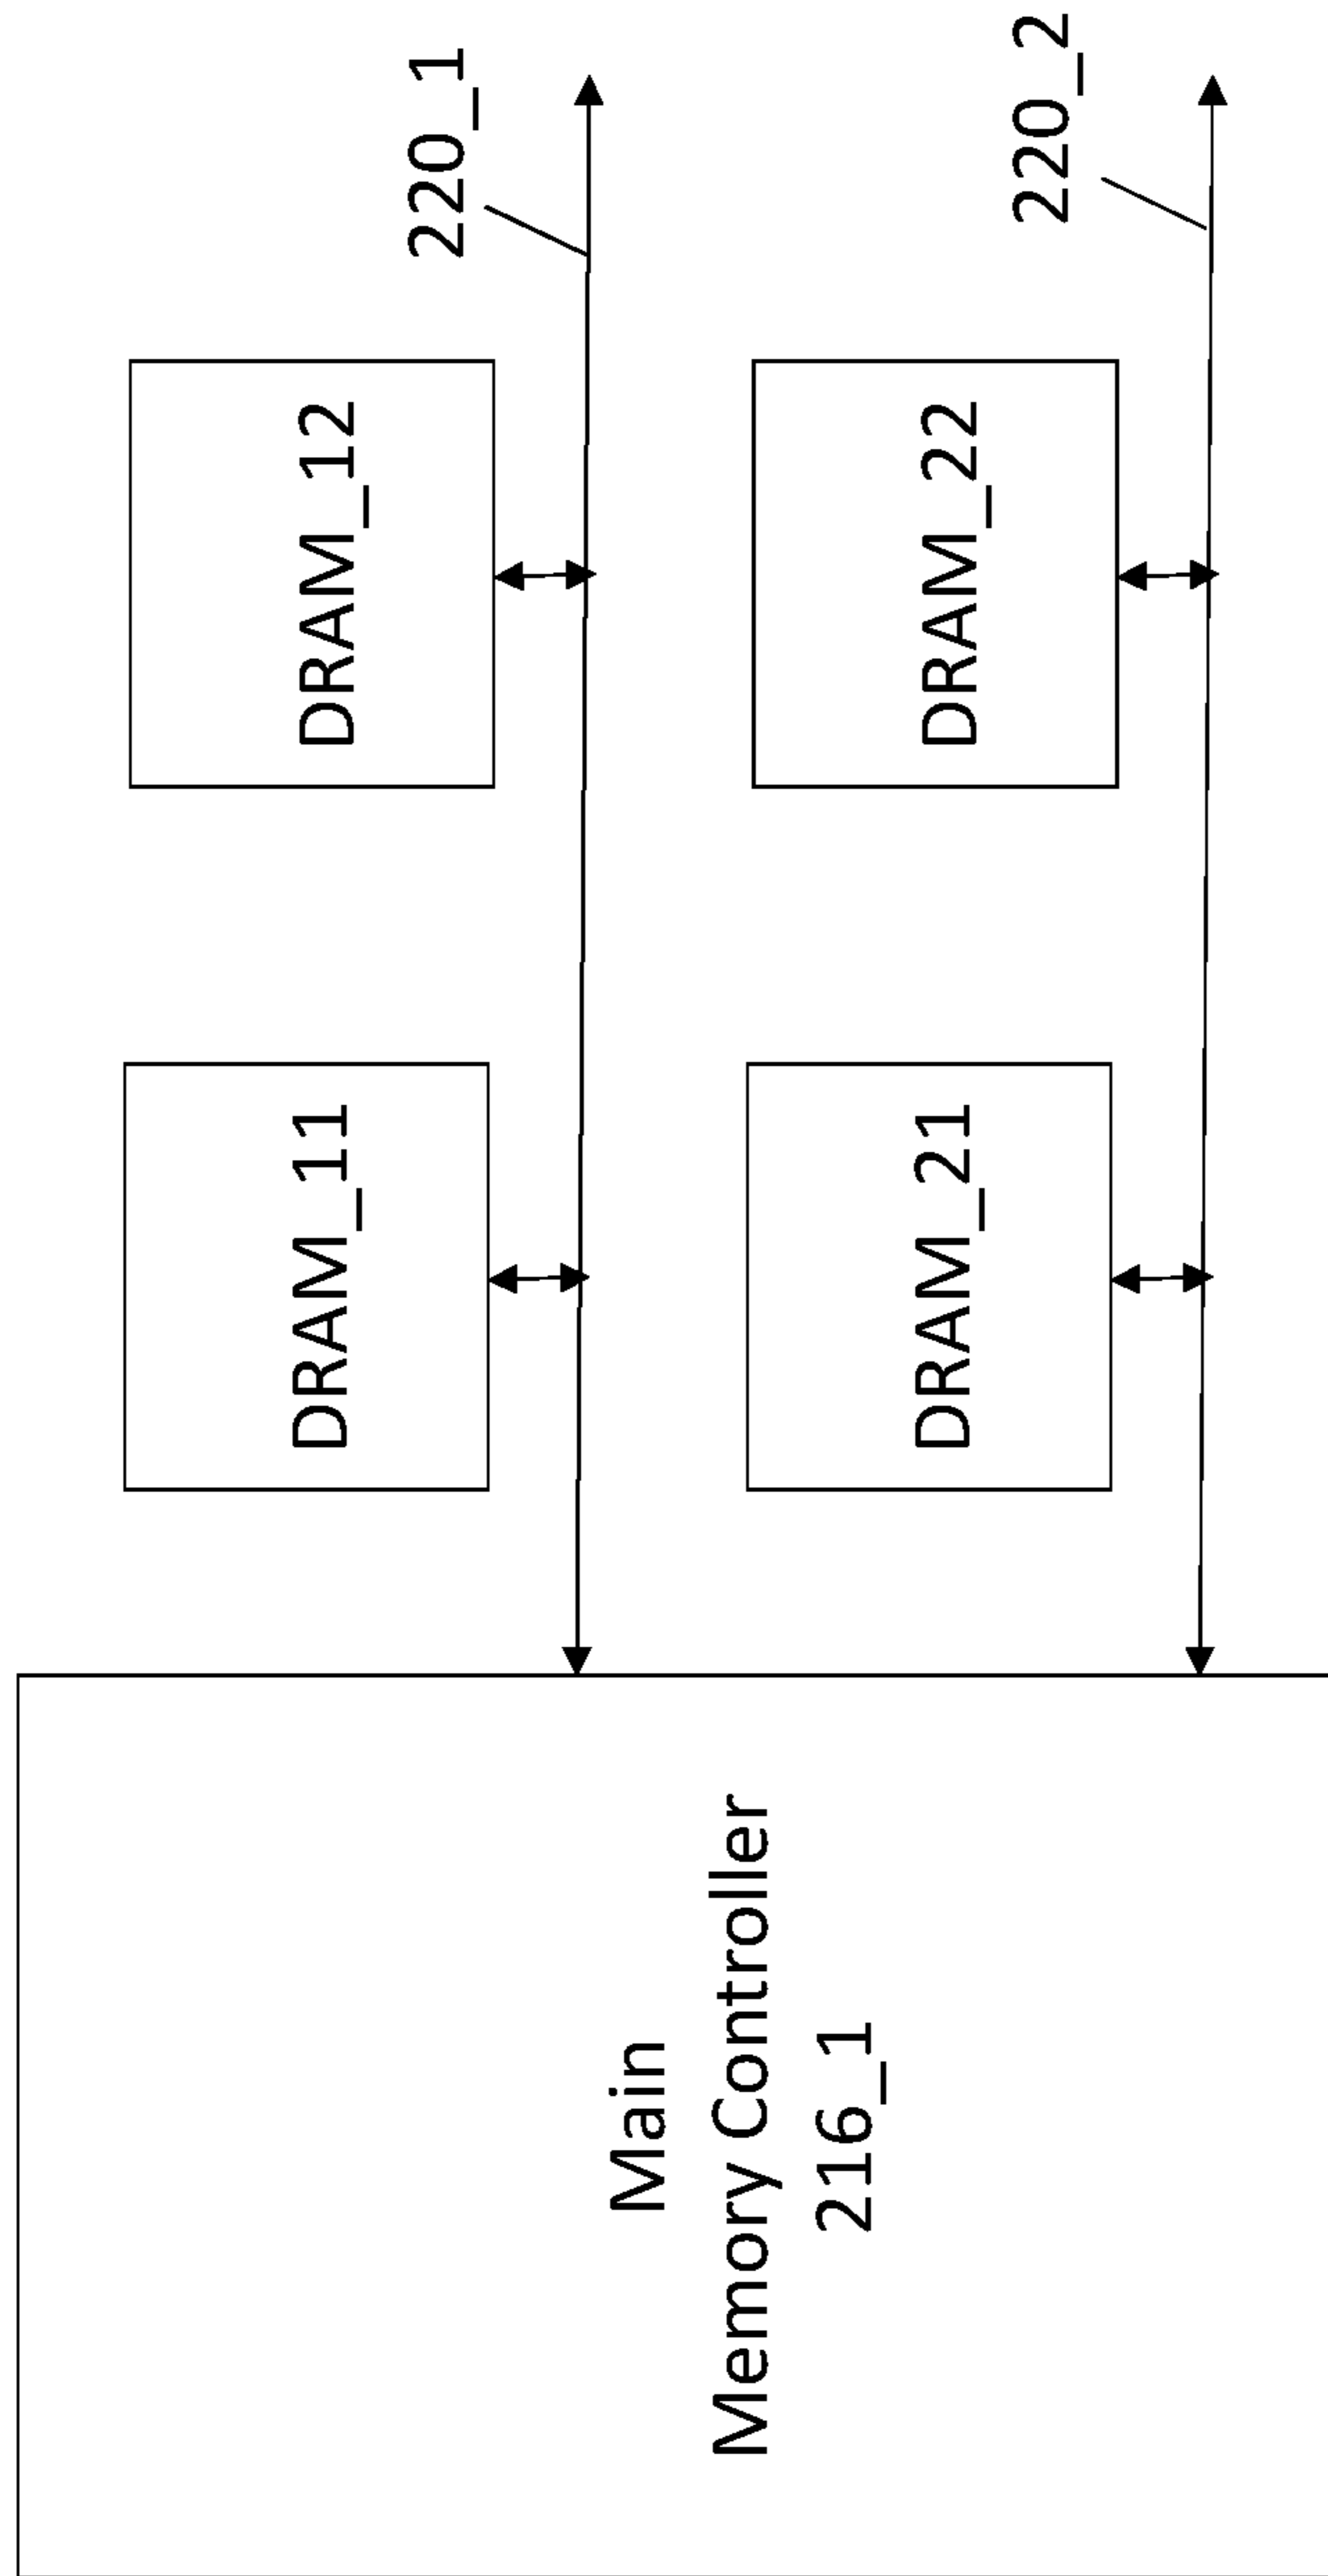 220_1
DRAM_12
DRAM_11
220_2
DRAM_22
DRAM_21
Main
Memory Controller
216_1